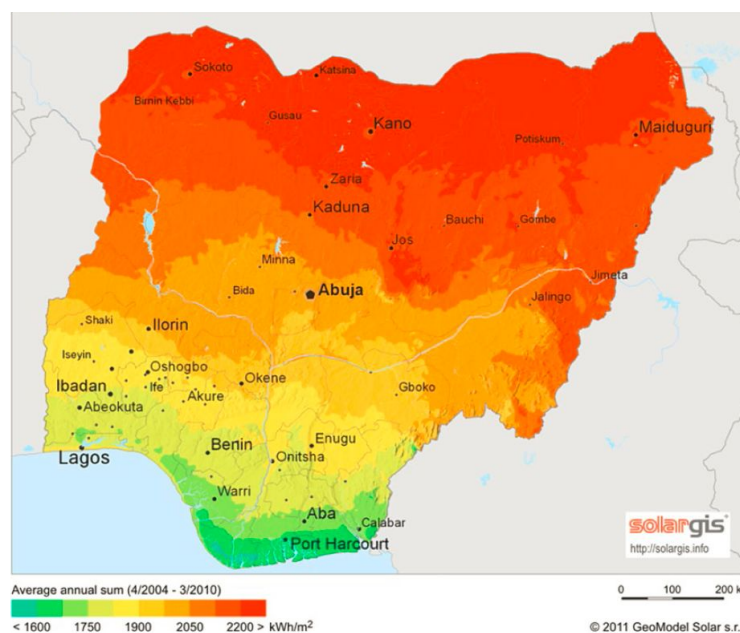 Sokoto
Katsina
Birnin Kebbi
Gusau
Kano
Potiskum
Maiduguri
Zaria
Kaduna
Bauchi
Gombe
Jos
Minna
Jimeta
Bida
Abuja
Jalingo
Shaki
Ilorin
Iseyin
Oshogbo
Okene
Ibadan
Ife
Gboko
Akure
Abeokuta
Benin
Enugu
Lagos
Onitsha
Warri
Aba
Calabar
Port Harcourt
solargis
http://solargis.info
Average annual sum (4/2004 - 3/2010)
0 100 200 k
< 1600 1750 1900 2050 2200 > kWh/m²
© 2011 GeoModel Solar s.r.